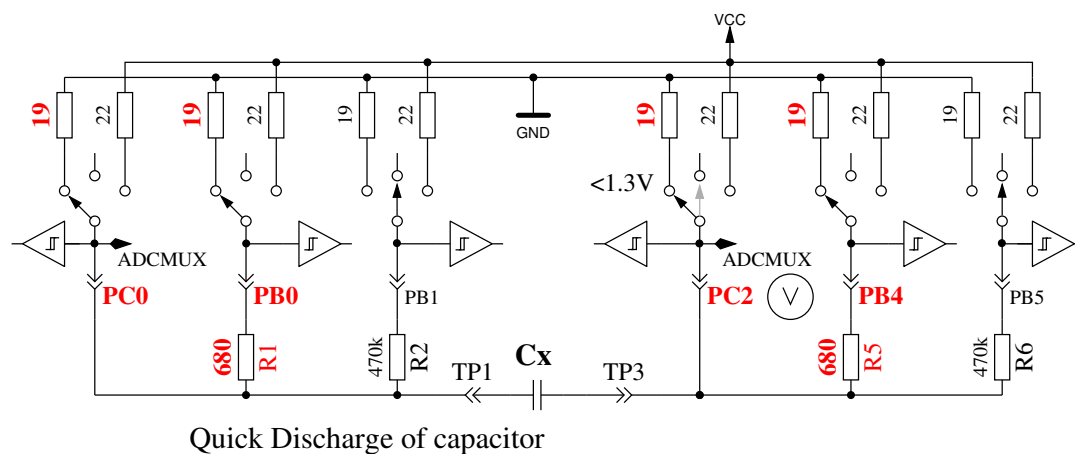 VCC
19 22 19 22 19 22 19 22 19 22 19 22
GND
<1.3V
ADCMUX ADCMUX
PC0 PB0 PB1 PC2 V PB4 PB5
680 R1 470k R2 680 R5 470k R6
TP1 Cx TP3
Quick Discharge of capacitor